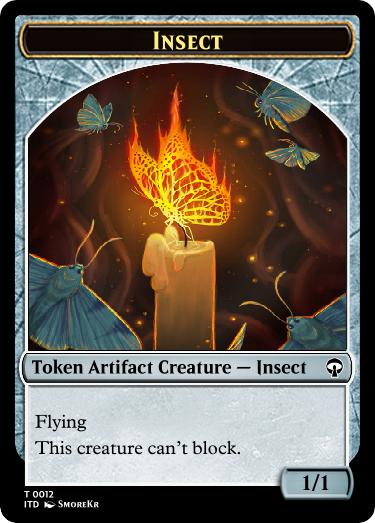 Insect
Token Artifact Creature — Insect
Flying
This creature can't block.
1/1
T 0012
ITD SmoreKr